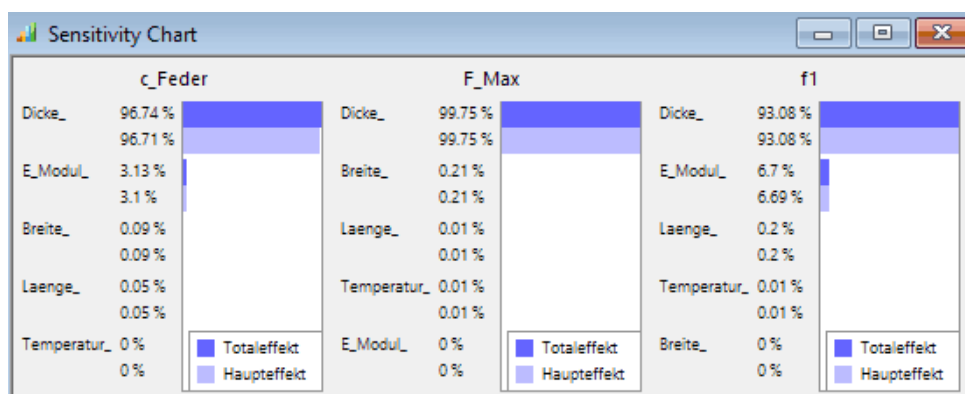 Sensitivity Chart
c_Feder F_Max f1
Dicke_ 96.74 % Dicke_ 99.75 % Dicke_ 93.08 %
96.71 % 99.75 % 93.08 %
E_Modul_ 3.13 % Breite_ 0.21 % E_Modul_ 6.7 %
3.1 % 0.21 % 6.69 %
Breite_ 0.09 % Laenge_ 0.01 % Laenge_ 0.2 %
0.09 % 0.01 % 0.2 %
Laenge_ 0.05 % Temperatur_ 0.01 % Temperatur_ 0.01 %
0.05 % 0.01 % 0.01 %
Temperatur_ 0 % Totaleffekt E_Modul_ 0 % Totaleffekt Breite_ 0 % Totaleffekt
0 % Haupteffekt 0 % Haupteffekt 0 % Haupteffekt